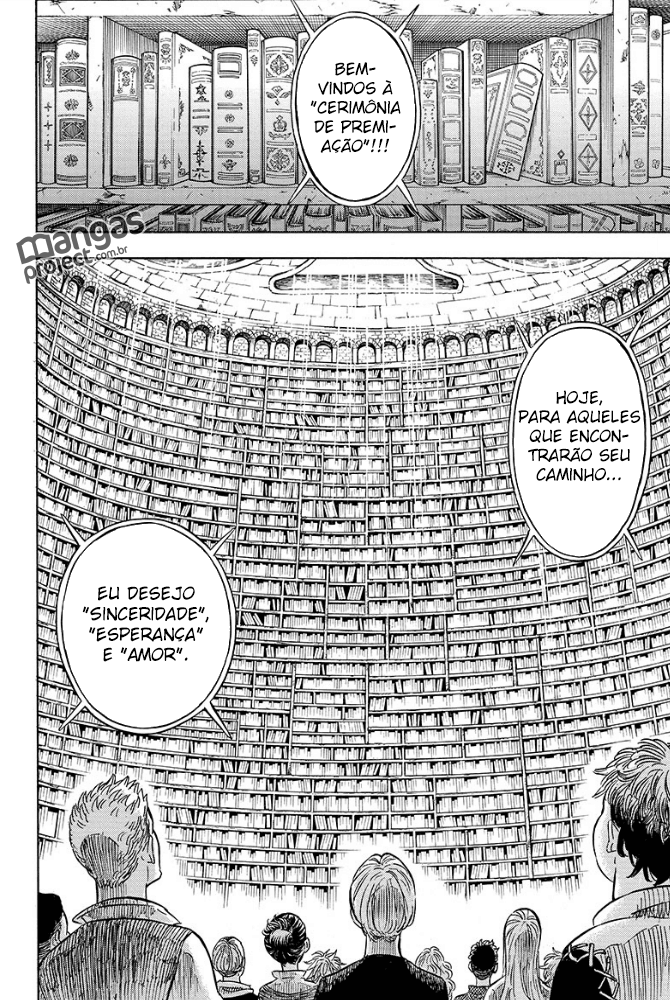 BEM-
VINDOS À
"CERIMÔNIA
DE PREMI-
AÇÃO"!!!
mangas
project.com.br
HOJE,
PARA AQUELES
QUE ENCON-
TRARÃO SEU
CAMINHO...
EU DESEJO
"SINCERIDADE",
"ESPERANÇA"
E "AMOR".